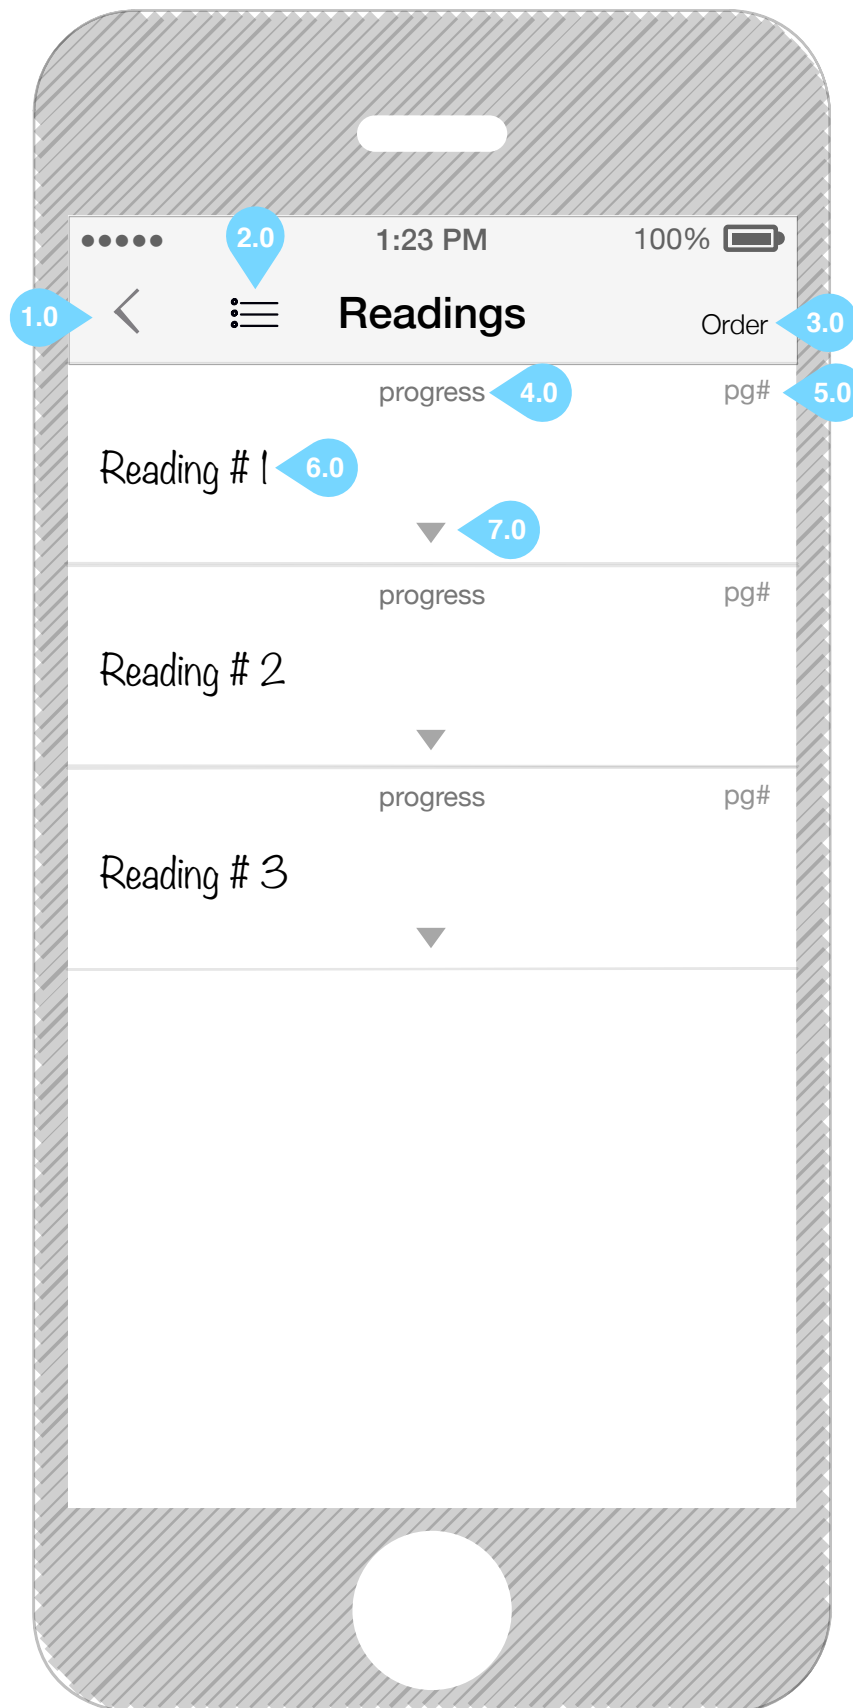 2.0
1:23 PM 100%
1.0 Readings Order 3.0
progress 4.0 pg# 5.0
Reading # 1 6.0
7.0
progress pg#
Reading # 2
progress pg#
Reading # 3